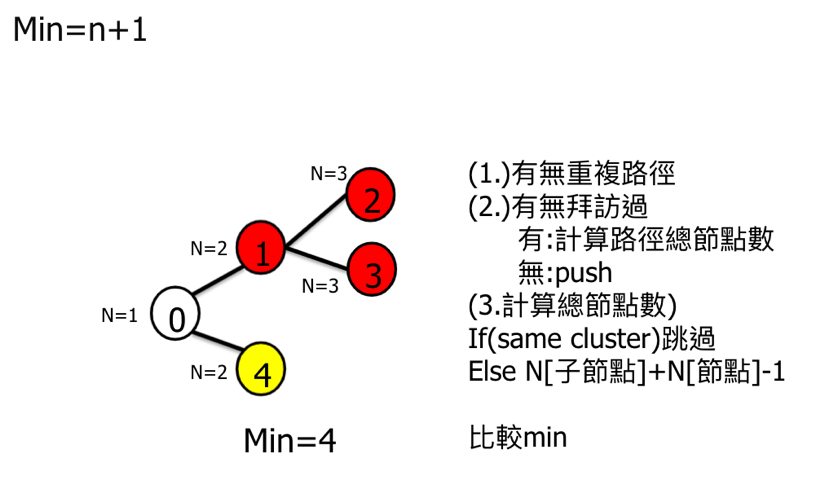 Min=n+1
N=3
2
(1.)有無重複路徑
(2.)有無拜訪過
有:計算路徑總節點數
無:push
(3.計算總節點數)
If(same cluster)跳過
Else N[子節點]+N[節點]-1
比較min
N=2
1
N=3
3
N=1
0
N=2
4
Min=4